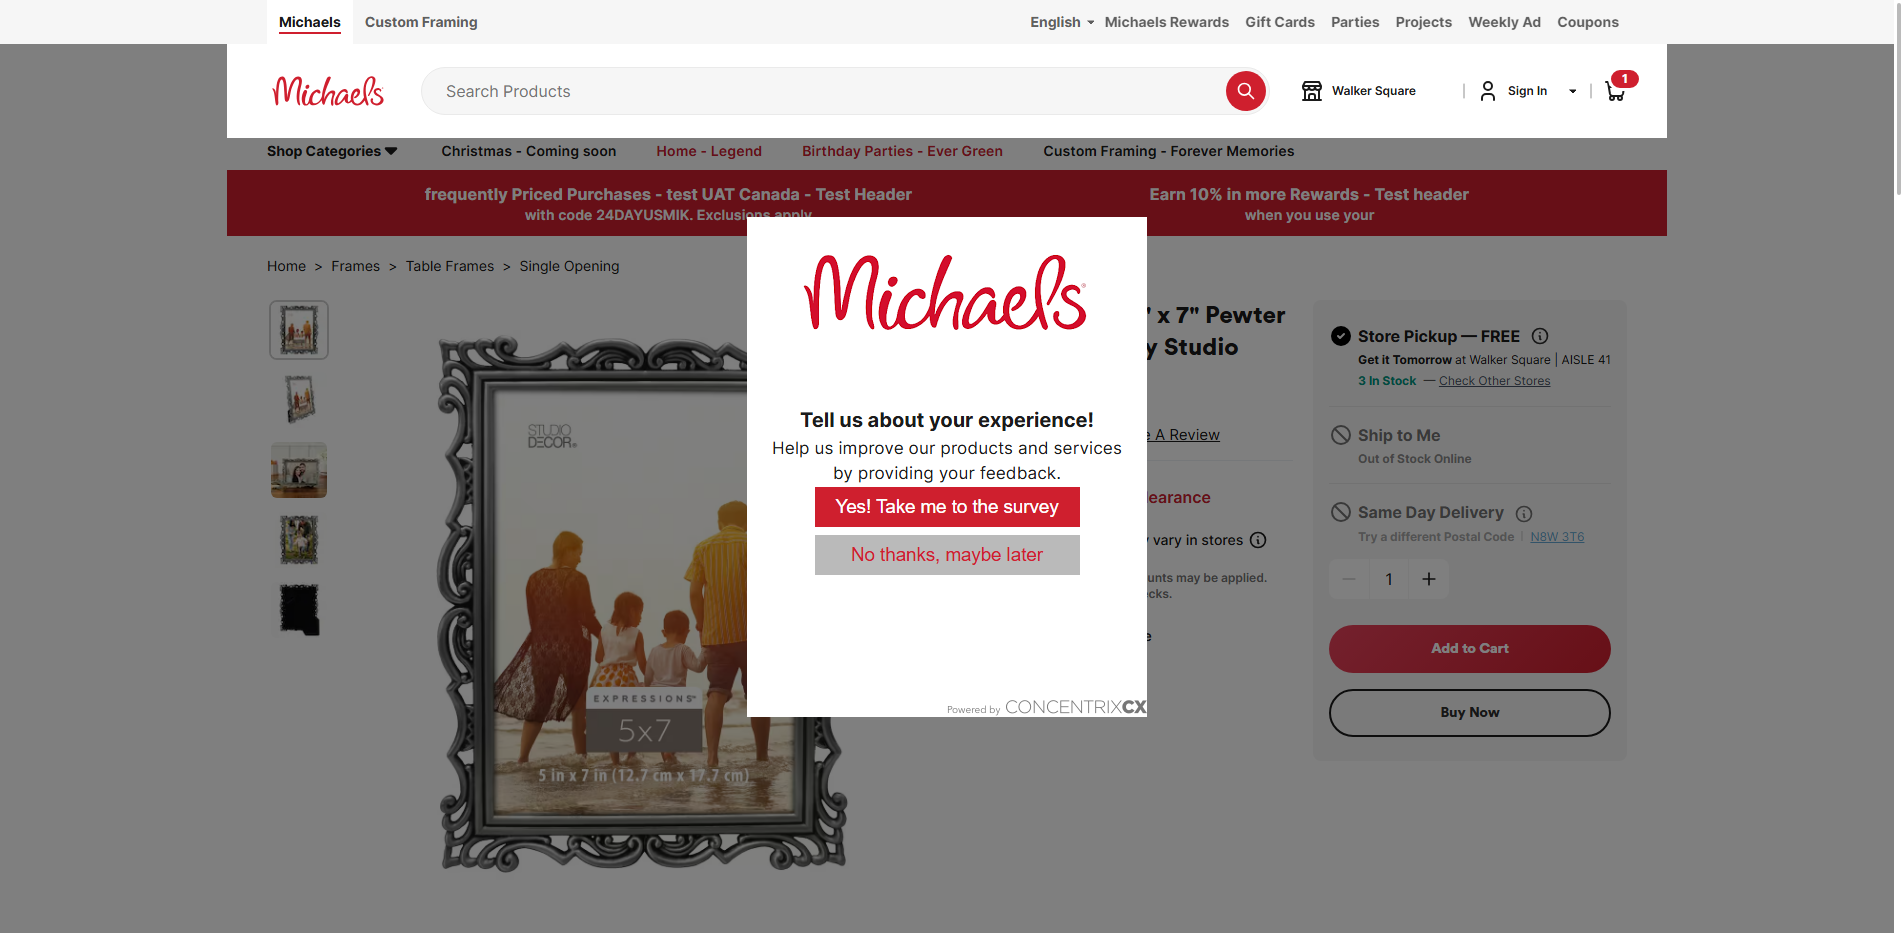 Michaels
Custom Framing
English
Michaels Rewards
Gift Cards
Parties
Projects
Weekly Ad
Coupons
Michaels
Search Products
Walker Square
Sign In
1
Shop Categories
Christmas - Coming soon
Home - Legend
Birthday Parties - Ever Green
Custom Framing - Forever Memories
frequently Priced Purchases - test UAT Canada - Test Header
with code 24DAYUSMIK. Exclusions apply
Earn 10% in more Rewards - Test header
when you use your
Home > Frames > Table Frames > Single Opening
STUDIO
DECOR®
EXPRESSIONS™
5x7
5 in x 7 in (12.7 cm x 17.7 cm)
Michaels®
Tell us about your experience!
Help us improve our products and services
by providing your feedback.
Yes! Take me to the survey
No thanks, maybe later
Powered by CONCENTRIXCX
x 7" Pewter
Studio
A Review
vary in stores
may be applied.
Store Pickup — FREE
Get it Tomorrow at Walker Square | AISLE 41
3 In Stock — Check Other Stores
Ship to Me
Out of Stock Online
Same Day Delivery
Try a different Postal Code | N8W 3T6
1
Add to Cart
Buy Now